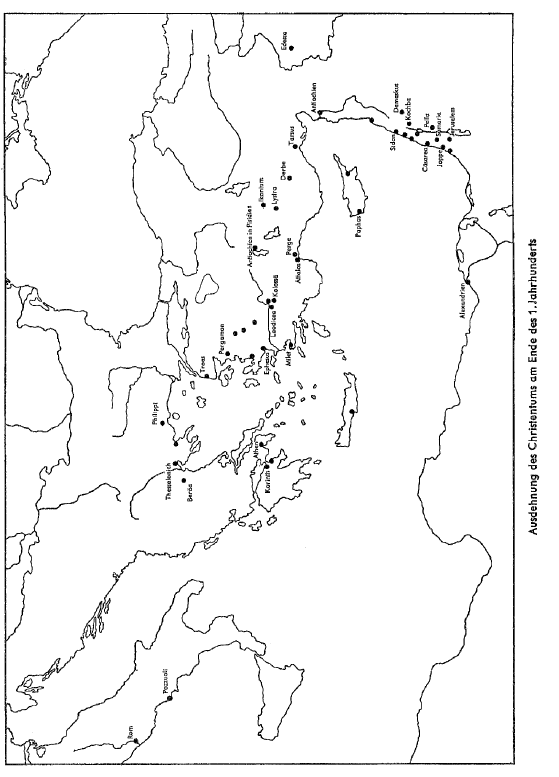 Rom
Pozzuoli
Thessalonich
Beröa
Philippi
Athen
Korinth
Troas
Pergamon
Ephesus
Milet
Laodicea
Kolossä
Antiochien in Pisidien
Attalia
Perge
Ikonium
Lystra
Derbe
Tarsus
Paphos
Antiochien
Edessa
Alexandrien
Sidon
Damaskus
Kochba
Pella
Cäsarea
Samaria
Joppe
Jerusalem
Ausdehnung des Christentums am Ende des 1. Jahrhunderts